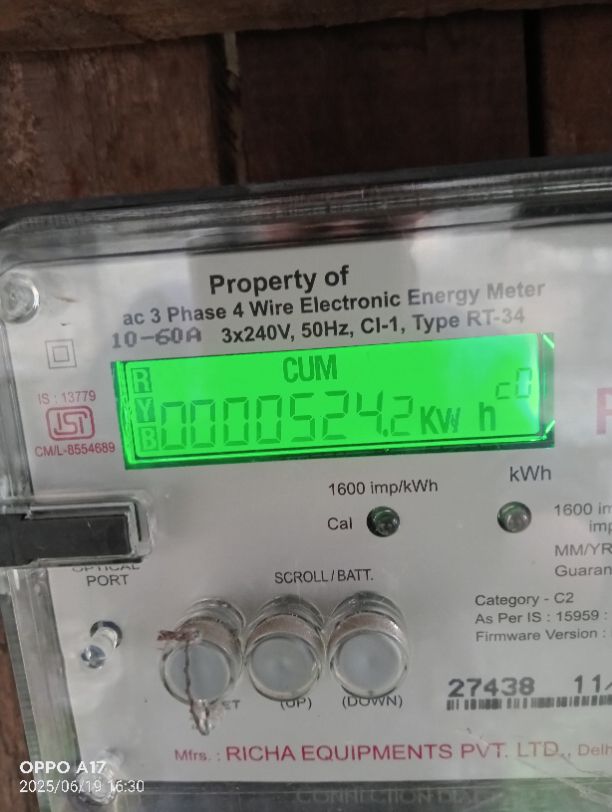 Property of
ac 3 Phase 4 Wire Electronic Energy Meter
10-60A 3x240V, 50Hz, Cl-1, Type RT-34
CUM
R
Y
B
0000524.2 Kw h
c0
IS : 13779
ISI
CM/L-8554689
1600 imp/kWh
kWh
Cal
1600
MM/YR
OPTICAL
PORT
SCROLL/BATT.
Category - C2
As Per IS : 15959 :
Firmware Version :
(UP)
(DOWN)
27438
Mfrs. : RICHA EQUIPMENTS PVT. LTD.,
OPPO A17
2025/06/19 16:30